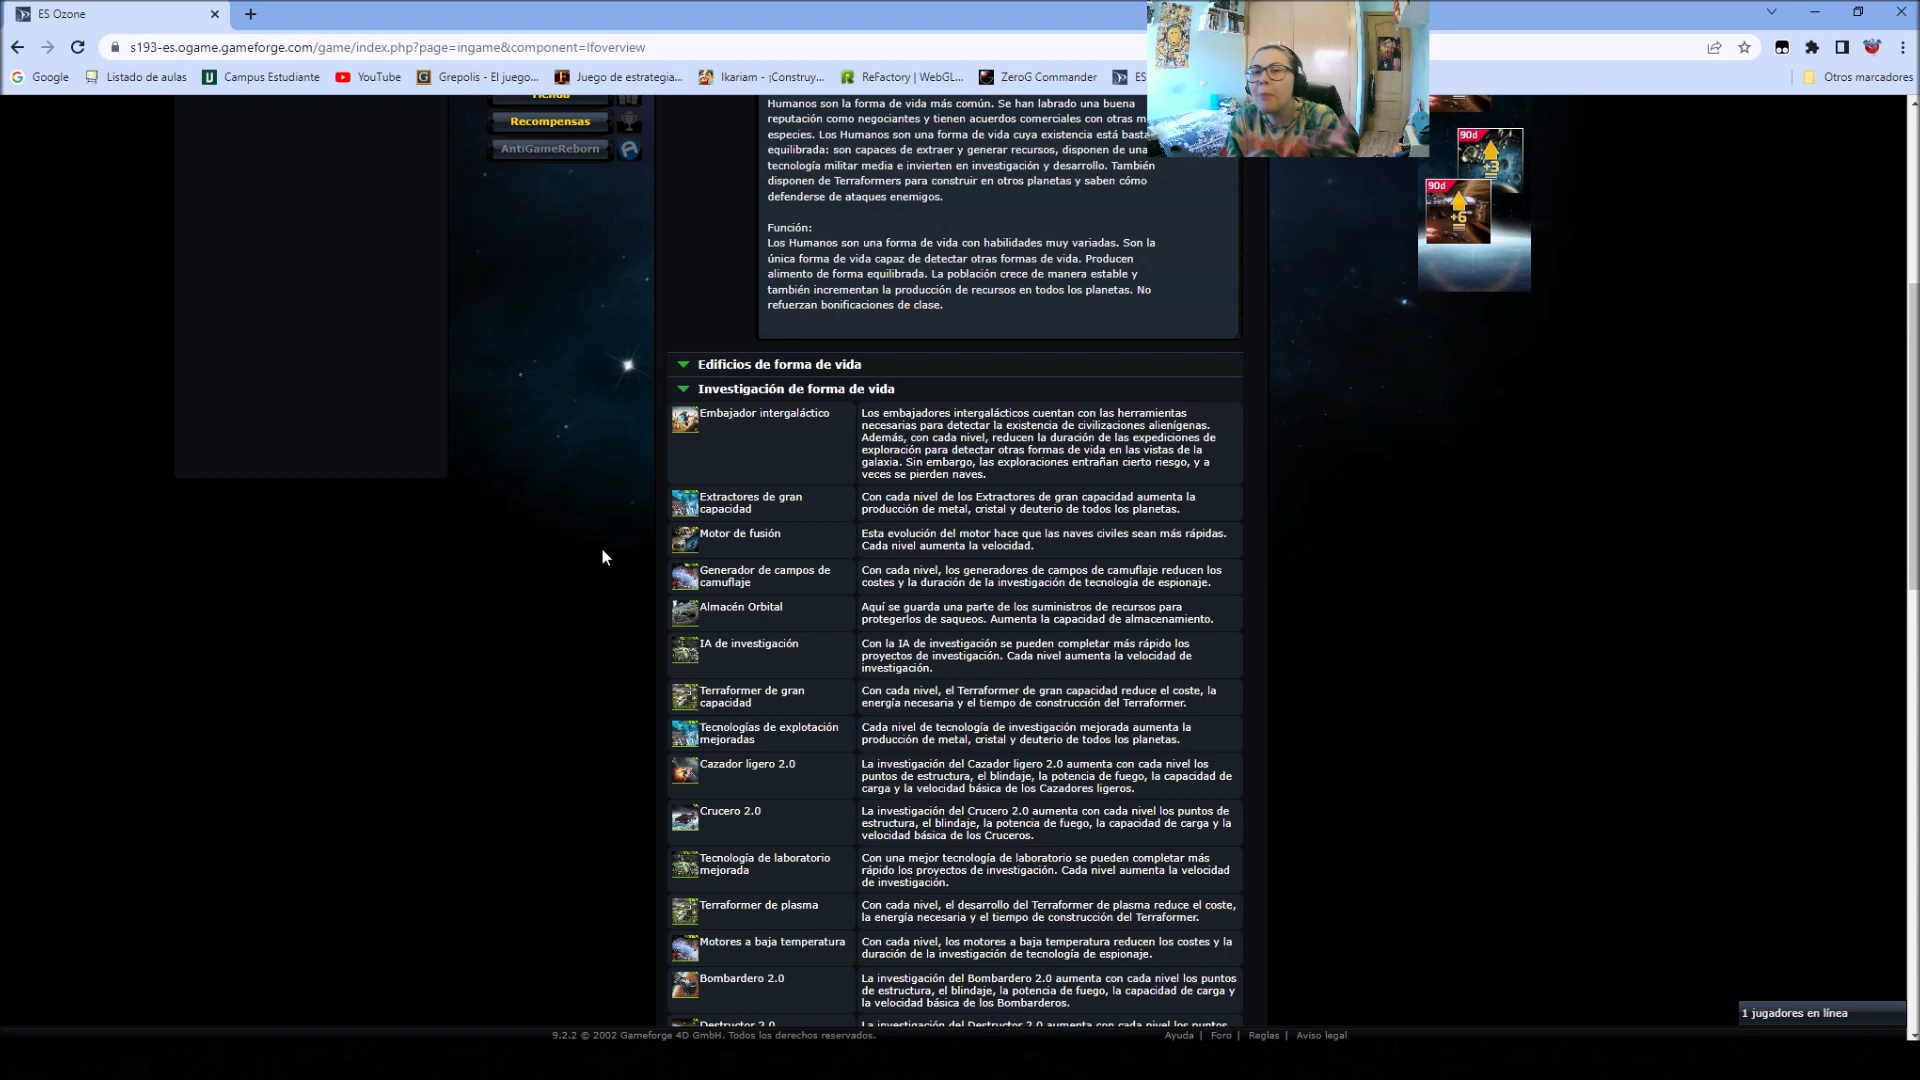 ES Ozone
s193-es.ogame.gameforge.com/game/index.php?page=ingame&component=lfoverview
Google
Listado de aulas
Campus Estudiante
YouTube
Grepolis - El juego...
Juego de estrategia...
Ikariam - ¡Construy...
ReFactory | WebGL...
ZeroG Commander
ES
Otros marcadores
Tienda
Recompensas
AntiGameReborn
Humanos son la forma de vida más común. Se han labrado una buena
reputación como negociantes y tienen acuerdos comerciales con otras
especies. Los Humanos son una forma de vida cuya existencia está
equilibrada: son capaces de extraer y generar recursos, disponen de una
tecnología militar media e invierten en investigación y desarrollo. También
disponen de Terraformers para construir en otros planetas y saben cómo
defenderse de ataques enemigos.
Función:
Los Humanos son una forma de vida con habilidades muy variadas. Son la
única forma de vida capaz de detectar otras formas de vida. Producen
alimento de forma equilibrada. La población crece de manera estable y
también incrementan la producción de recursos en todos los planetas. No
refuerzan bonificaciones de clase.
90d
+3
90d
+6
Edificios de forma de vida
Investigación de forma de vida
Embajador intergaláctico
Los embajadores intergalácticos cuentan con las herramientas
necesarias para detectar la existencia de civilizaciones alienígenas.
Además, con cada nivel, reducen la duración de las expediciones de
exploración para detectar otras formas de vida en las vistas de la
galaxia. Sin embargo, las exploraciones entrañan cierto riesgo, y a
veces se pierden naves.
Extractores de gran
capacidad
Con cada nivel de los Extractores de gran capacidad aumenta la
producción de metal, cristal y deuterio de todos los planetas.
Motor de fusión
Esta evolución del motor hace que las naves civiles sean más rápidas.
Cada nivel aumenta la velocidad.
Generador de campos de
camuflaje
Con cada nivel, los generadores de campos de camuflaje reducen los
costes y la duración de la investigación de tecnología de espionaje.
Almacén Orbital
Aquí se guarda una parte de los suministros de recursos para
protegerlos de saqueos. Aumenta la capacidad de almacenamiento.
IA de investigación
Con la IA de investigación se pueden completar más rápido los
proyectos de investigación. Cada nivel aumenta la velocidad de
investigación.
Terraformer de gran
capacidad
Con cada nivel, el Terraformer de gran capacidad reduce el coste, la
energía necesaria y el tiempo de construcción del Terraformer.
Tecnologías de explotación
mejoradas
Cada nivel de tecnología de investigación mejorada aumenta la
producción de metal, cristal y deuterio de todos los planetas.
Cazador ligero 2.0
La investigación del Cazador ligero 2.0 aumenta con cada nivel los
puntos de estructura, el blindaje, la potencia de fuego, la capacidad de
carga y la velocidad básica de los Cazadores ligeros.
Crucero 2.0
La investigación del Crucero 2.0 aumenta con cada nivel los puntos de
estructura, el blindaje, la potencia de fuego, la capacidad de carga y la
velocidad básica de los Cruceros.
Tecnología de laboratorio
mejorada
Con una mejor tecnología de laboratorio se pueden completar más
rápido los proyectos de investigación. Cada nivel aumenta la velocidad
de investigación.
Terraformer de plasma
Con cada nivel, el desarrollo del Terraformer de plasma reduce el coste,
la energía necesaria y el tiempo de construcción del Terraformer.
Motores a baja temperatura
Con cada nivel, los motores a baja temperatura reducen los costes y la
duración de la investigación de tecnología de espionaje.
Bombardero 2.0
La investigación del Bombardero 2.0 aumenta con cada nivel los puntos
de estructura, el blindaje, la potencia de fuego, la capacidad de carga y
la velocidad básica de los Bombarderos.
Destructor 2.0
La investigación del Destructor 2.0 aumenta con cada nivel los puntos
1 jugadores en línea
9.2.2 © 2002 Gameforge 4D GmbH. Todos los derechos reservados.
Ayuda | Foro | Reglas | Aviso legal